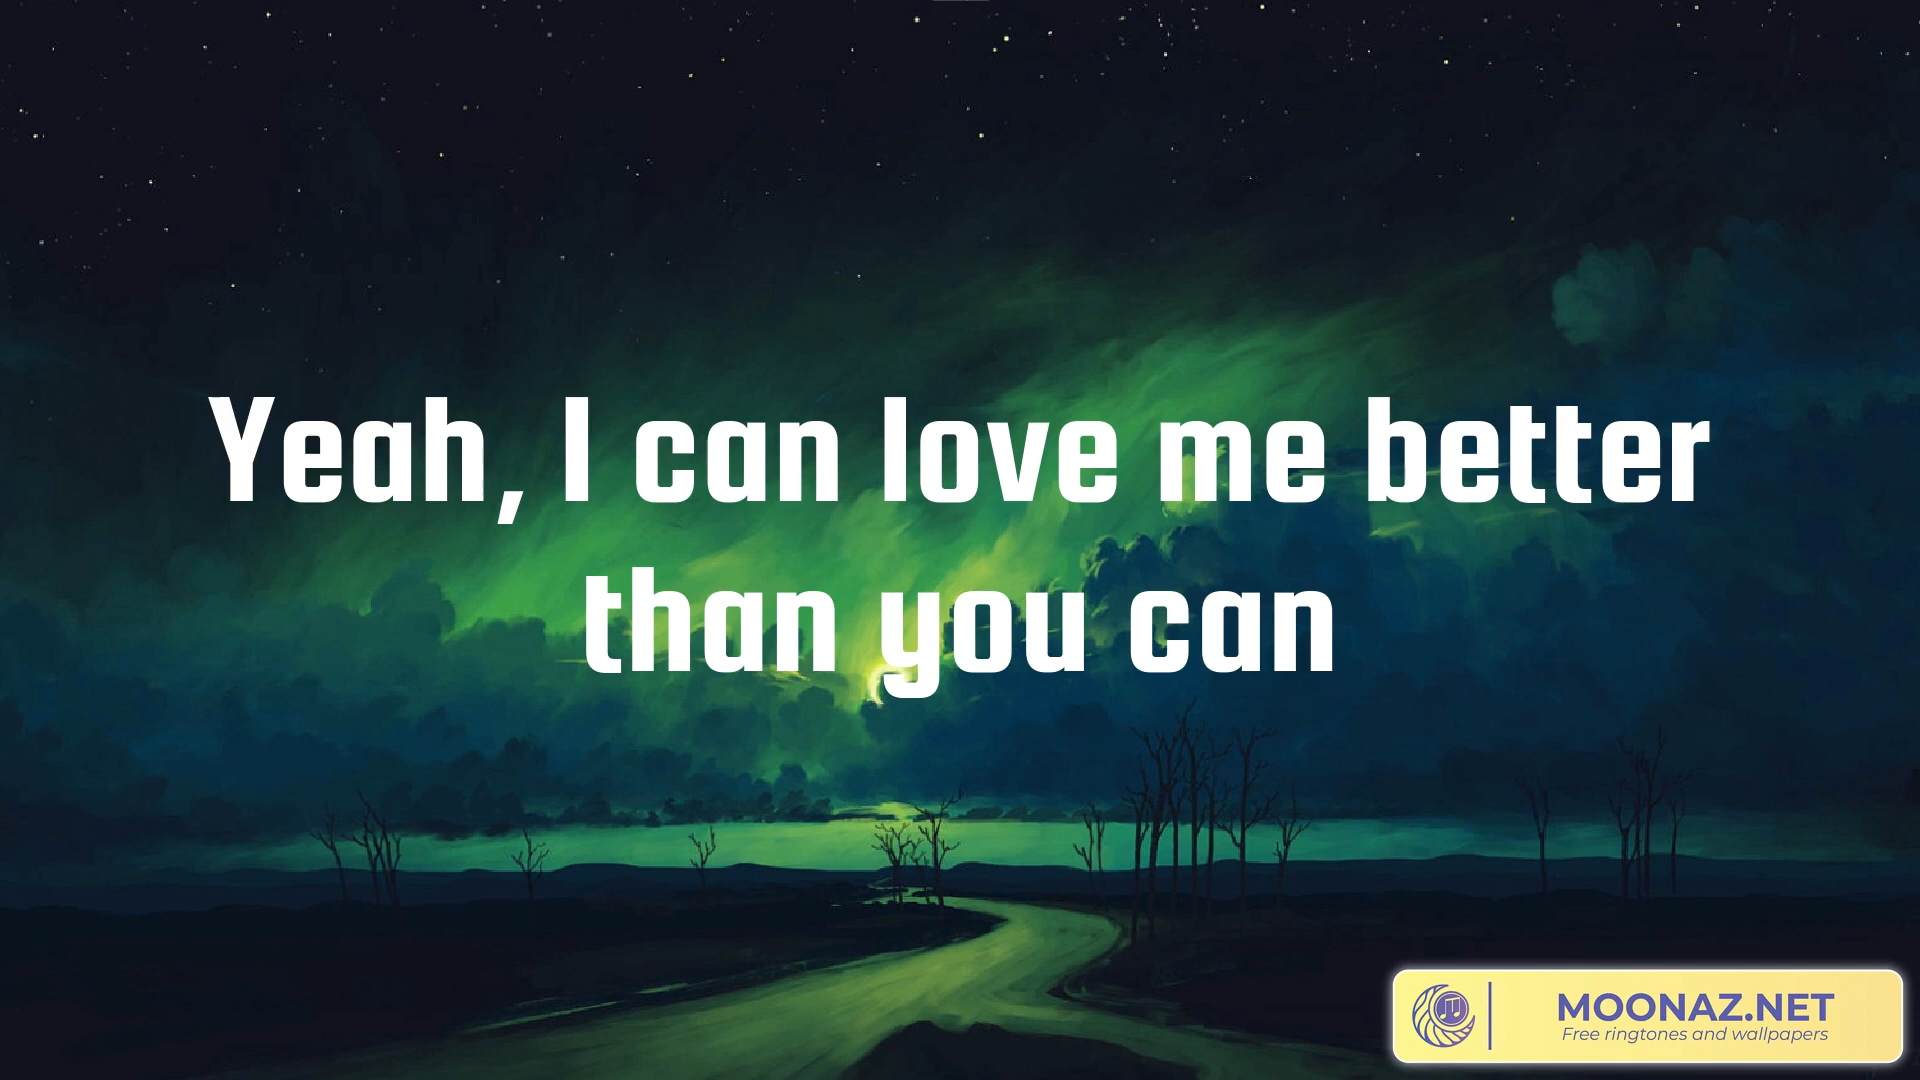 Yeah, I can love me better
than you can
MOONAZ.NET
Free ringtones and wallpapers